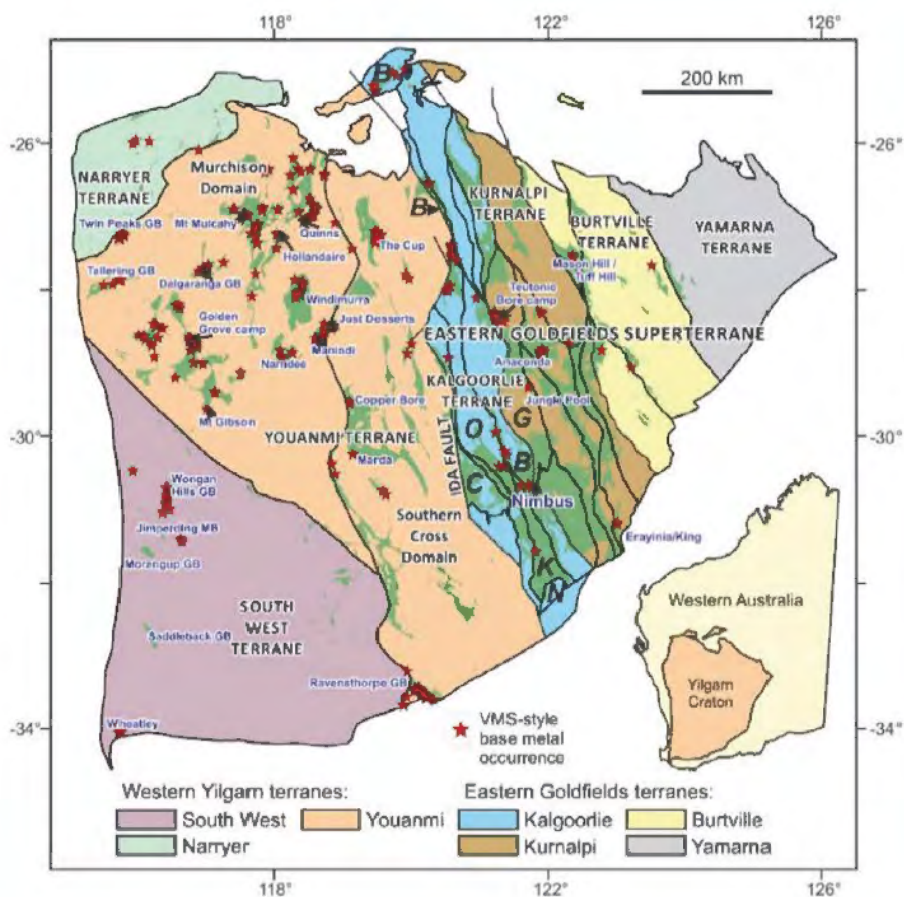 118°
122°
126°
200 km
-26°
-30°
-34°
B
NARRYER
TERRANE
Murchison
Domain
KURNALPI
TERRANE
B
BURTVILLE
TERRANE
YAMARNA
TERRANE
Twin Peaks GB
Mt Mulcahy
Quinns
The Cup
Hollandaire
Mason Hill /
Tuff Hill
Tallering GB
Dalgaranga GB
Windimurra
Teutonic
Bore camp
Golden
Grove camp
Just Desserts
EASTERN GOLDFIELDS SUPERTERRANE
Manindi
Narndee
Anaconda
KALGOORLIE
TERRANE
Jungle Pool
Copper Bore
Mt Gibson
G
O
YOUANMI TERRANE
IDA FAULT
Marda
B
C
Nimbus
Wongan
Hills GB
Southern
Cross
Domain
Jimperding MB
Erayinia/King
Morangup GB
K
N
Western Australia
SOUTH
WEST
TERRANE
Saddleback GB
Ravensthorpe GB
Yilgarn
Craton
Wheatley
VMS-style
base metal
occurrence
Western Yilgarn terranes:
Eastern Goldfields terranes:
South West
Youanmi
Kalgoorlie
Burtville
Narryer
Kurnalpi
Yamarna
118°
122°
126°